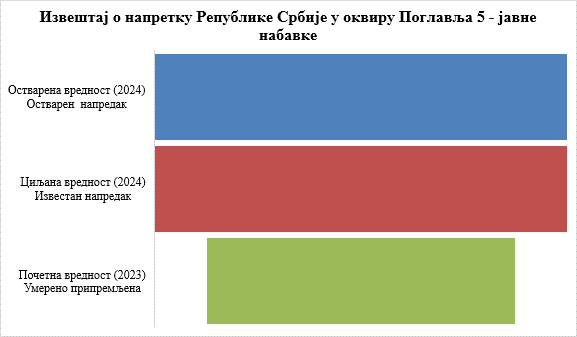 Извештај о напретку Републике Србије у оквиру Поглавља 5 - јавне
набавке
Остварена вредност (2024)
Остварен напредак
Циљана вредност (2024)
Известан напредак
Почетна вредност (2023)
Умерено припремљена